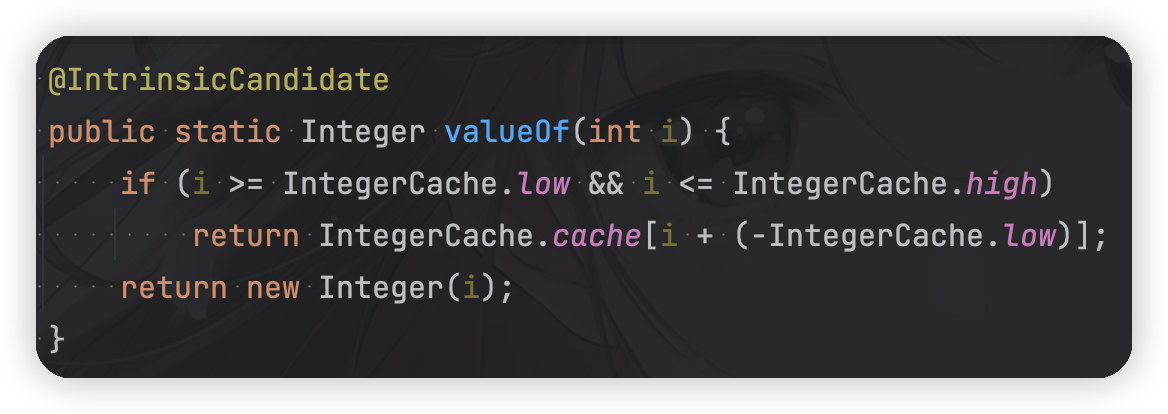 @IntrinsicCandidate
public static Integer valueOf(int i) {
    if (i >= IntegerCache.low && i <= IntegerCache.high)
        return IntegerCache.cache[i + (-IntegerCache.low)];
    return new Integer(i);
}